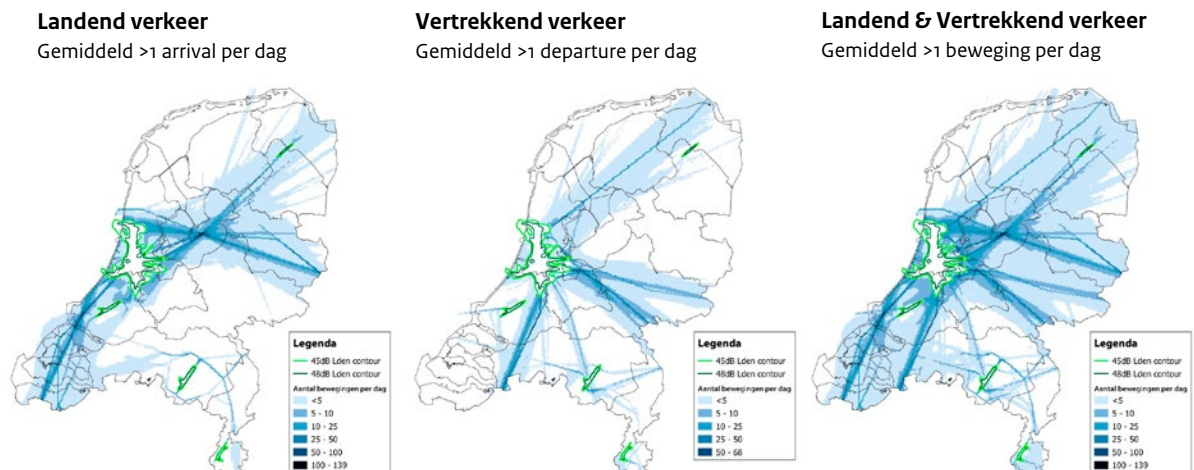 Landend verkeer
Gemiddeld >1 arrival per dag
Vertrekkend verkeer
Gemiddeld >1 departure per dag
Landend & Vertrekkend verkeer
Gemiddeld >1 beweging per dag
Legenda
45dB Lden contour
48dB Lden contour
Aantal bewegingen per dag
<5
5 - 10
10 - 25
25 - 50
50 - 100
100 - 139
Legenda
45dB Lden contour
48dB Lden contour
Aantal bewegingen per dag
<5
5 - 10
10 - 25
25 - 50
50 - 68
Legenda
45dB Lden contour
48dB Lden contour
Aantal bewegingen per dag
<5
5 - 10
10 - 25
25 - 50
50 - 100
100 - 139